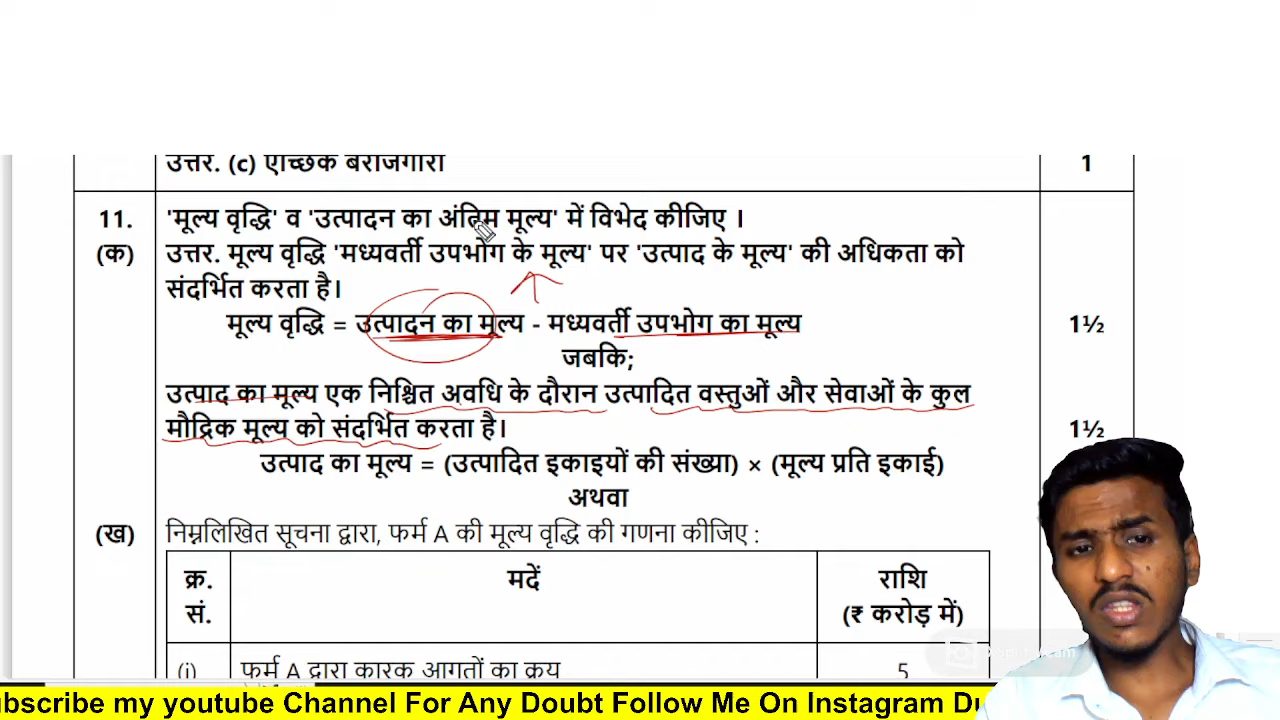 उत्तर. (c) ऐच्छिक बेरोजगारी 1
11. 'मूल्य वृद्धि' व 'उत्पादन का अंतिम मूल्य' में विभेद कीजिए ।
(क) उत्तर. मूल्य वृद्धि 'मध्यवर्ती उपभोग के मूल्य' पर 'उत्पाद के मूल्य' की अधिकता को
संदर्भित करता है।
मूल्य वृद्धि = उत्पादन का मूल्य - मध्यवर्ती उपभोग का मूल्य 1½
जबकि;
उत्पाद का मूल्य एक निश्चित अवधि के दौरान उत्पादित वस्तुओं और सेवाओं के कुल
मौद्रिक मूल्य को संदर्भित करता है। 1½
उत्पाद का मूल्य = (उत्पादित इकाइयों की संख्या) × (मूल्य प्रति इकाई)
अथवा
(ख) निम्नलिखित सूचना द्वारा, फर्म A की मूल्य वृद्धि की गणना कीजिए :
क्र. मदें राशि
सं. (₹ करोड़ में)
(i) फर्म A द्वारा कारक आगतों का क्रय 5
ubscribe my youtube Channel For Any Doubt Follow Me On Instagram Du